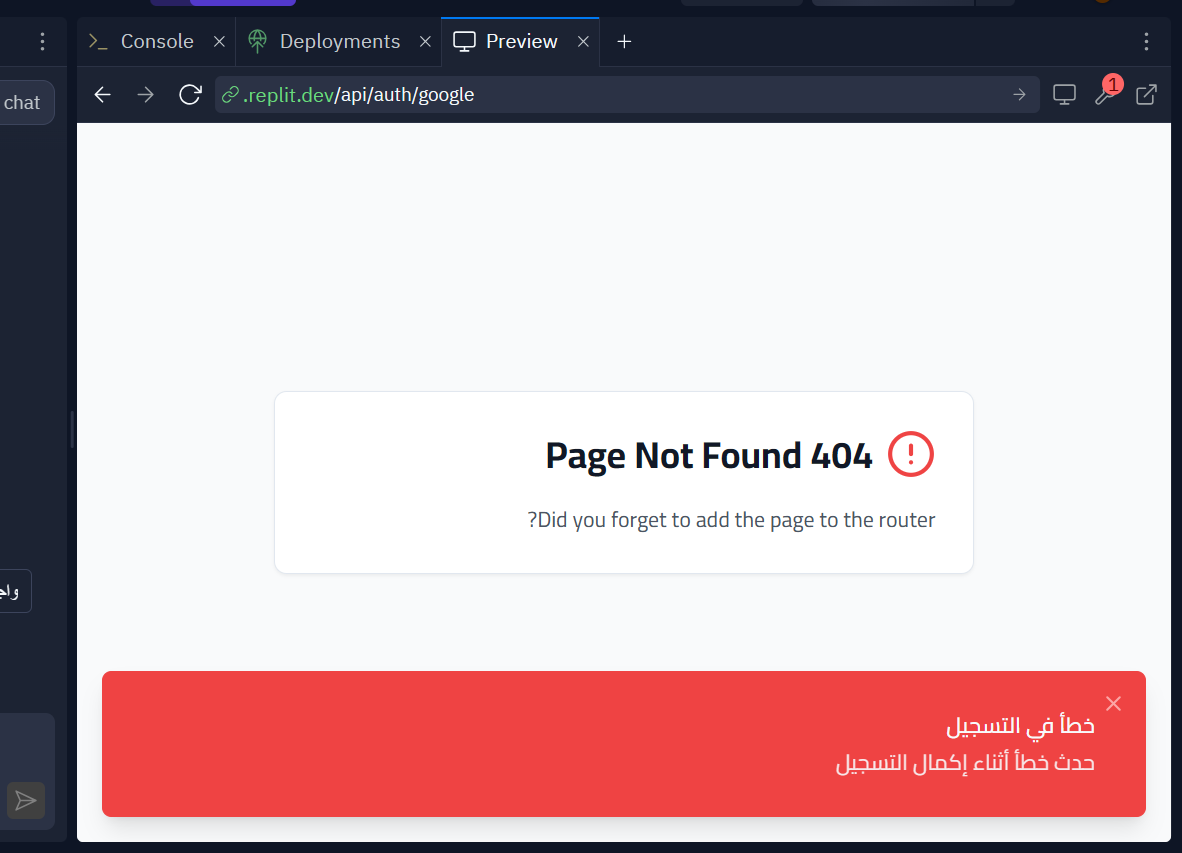 Console
Deployments
Preview
chat
.replit.dev/api/auth/google
1
Page Not Found 404
?Did you forget to add the page to the router
خطأ في التسجيل
حدث خطأ أثناء إكمال التسجيل